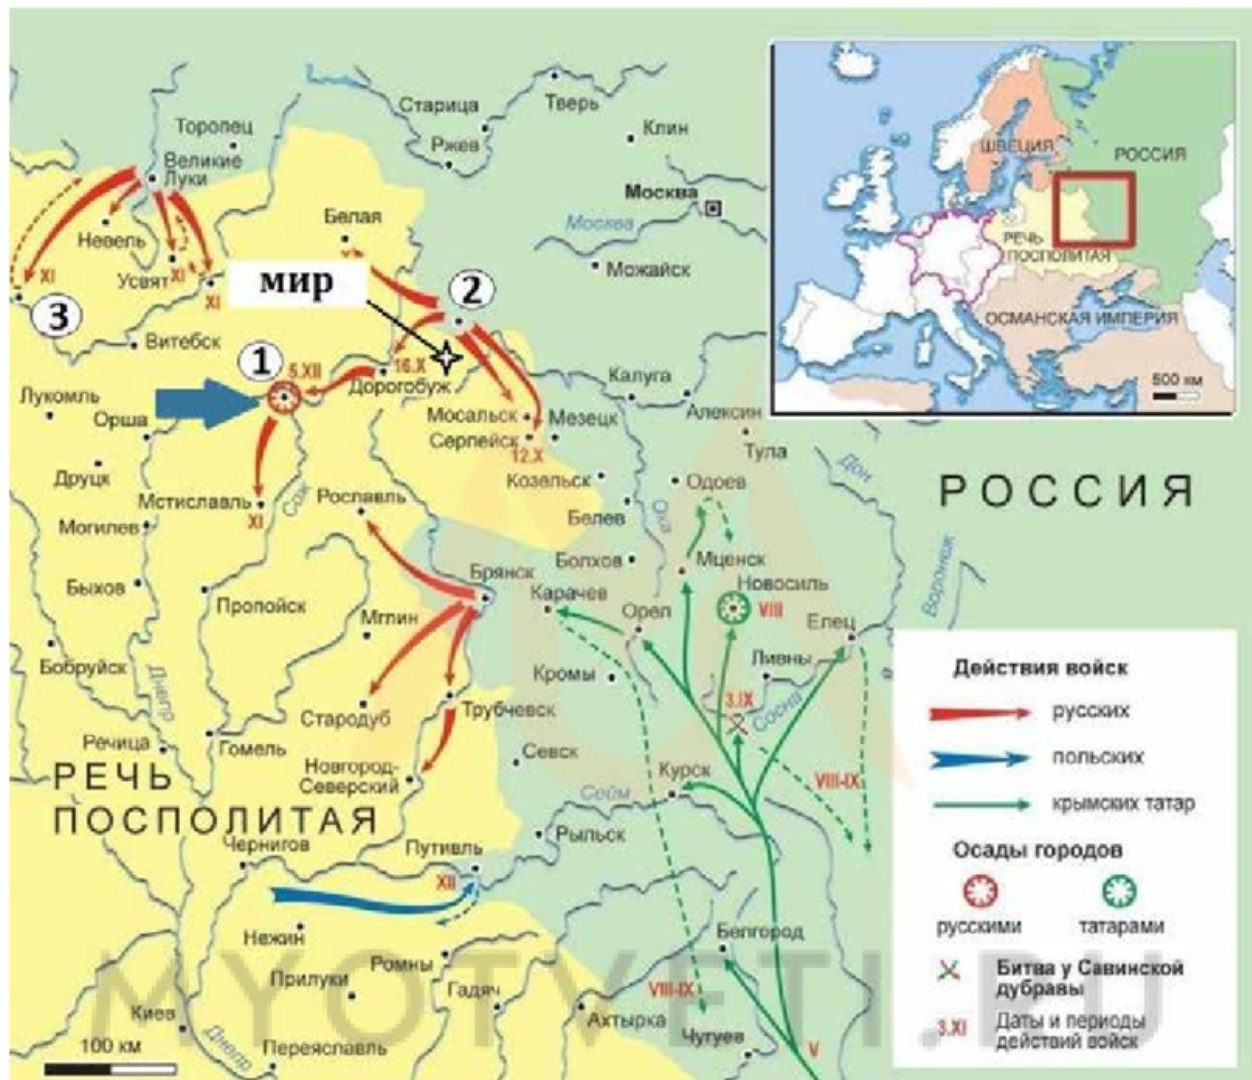 Тверь
Старица
Клин
Торопец
Ржев
Великие
Луки
Москва
Москва
Белая
Невель
Можайск
XI
Усвят
XI
XI
мир
2
3
Витебск
1
5.XII
16.X
Дорогобуж
Калуга
Лукомль
Орша
Мосальск
Мезецк
Алексин
Серпейск
Тула
12.X
Друцк
Козельск
Одоев
Дон
РОССИЯ
Мстиславль
XI
Сож
Рославль
Белев
Ока
Могилев
Болхов
Мценск
Воронеж
Быхов
Брянск
Новосиль
Пропойск
Карачев
VIII
Мглин
Орел
Елец
Бобруйск
Ливны
Кромы
Днепр
Стародуб
Трубчевск
3.IX
Сосна
Речица
Гомель
Севск
РЕЧЬ
ПОСПОЛИТАЯ
Новгород-
Северский
Курск
VIII-IX
Сейм
Рыльск
Чернигов
Путивль
XII
Нежин
Белгород
Ромны
Прилуки
Гадяч
VIII-IX
Киев
Ахтырка
Чугуев
Днепр
Переяславль
V
100 км
ШВЕЦИЯ
РОССИЯ
РЕЧЬ
ПОСПОЛИТАЯ
ОСМАНСКАЯ ИМПЕРИЯ
500 км
Действия войск
русских
польских
крымских татар
Осады городов
русскими
татарами
Битва у Савинской
дубравы
3.XI
Даты и периоды
действий войск
MYOTVETI.RU